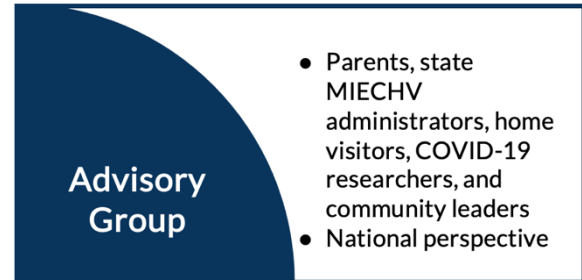 Advisory
Group
● Parents, state
MIECHV
administrators, home
visitors, COVID-19
researchers, and
community leaders
● National perspective